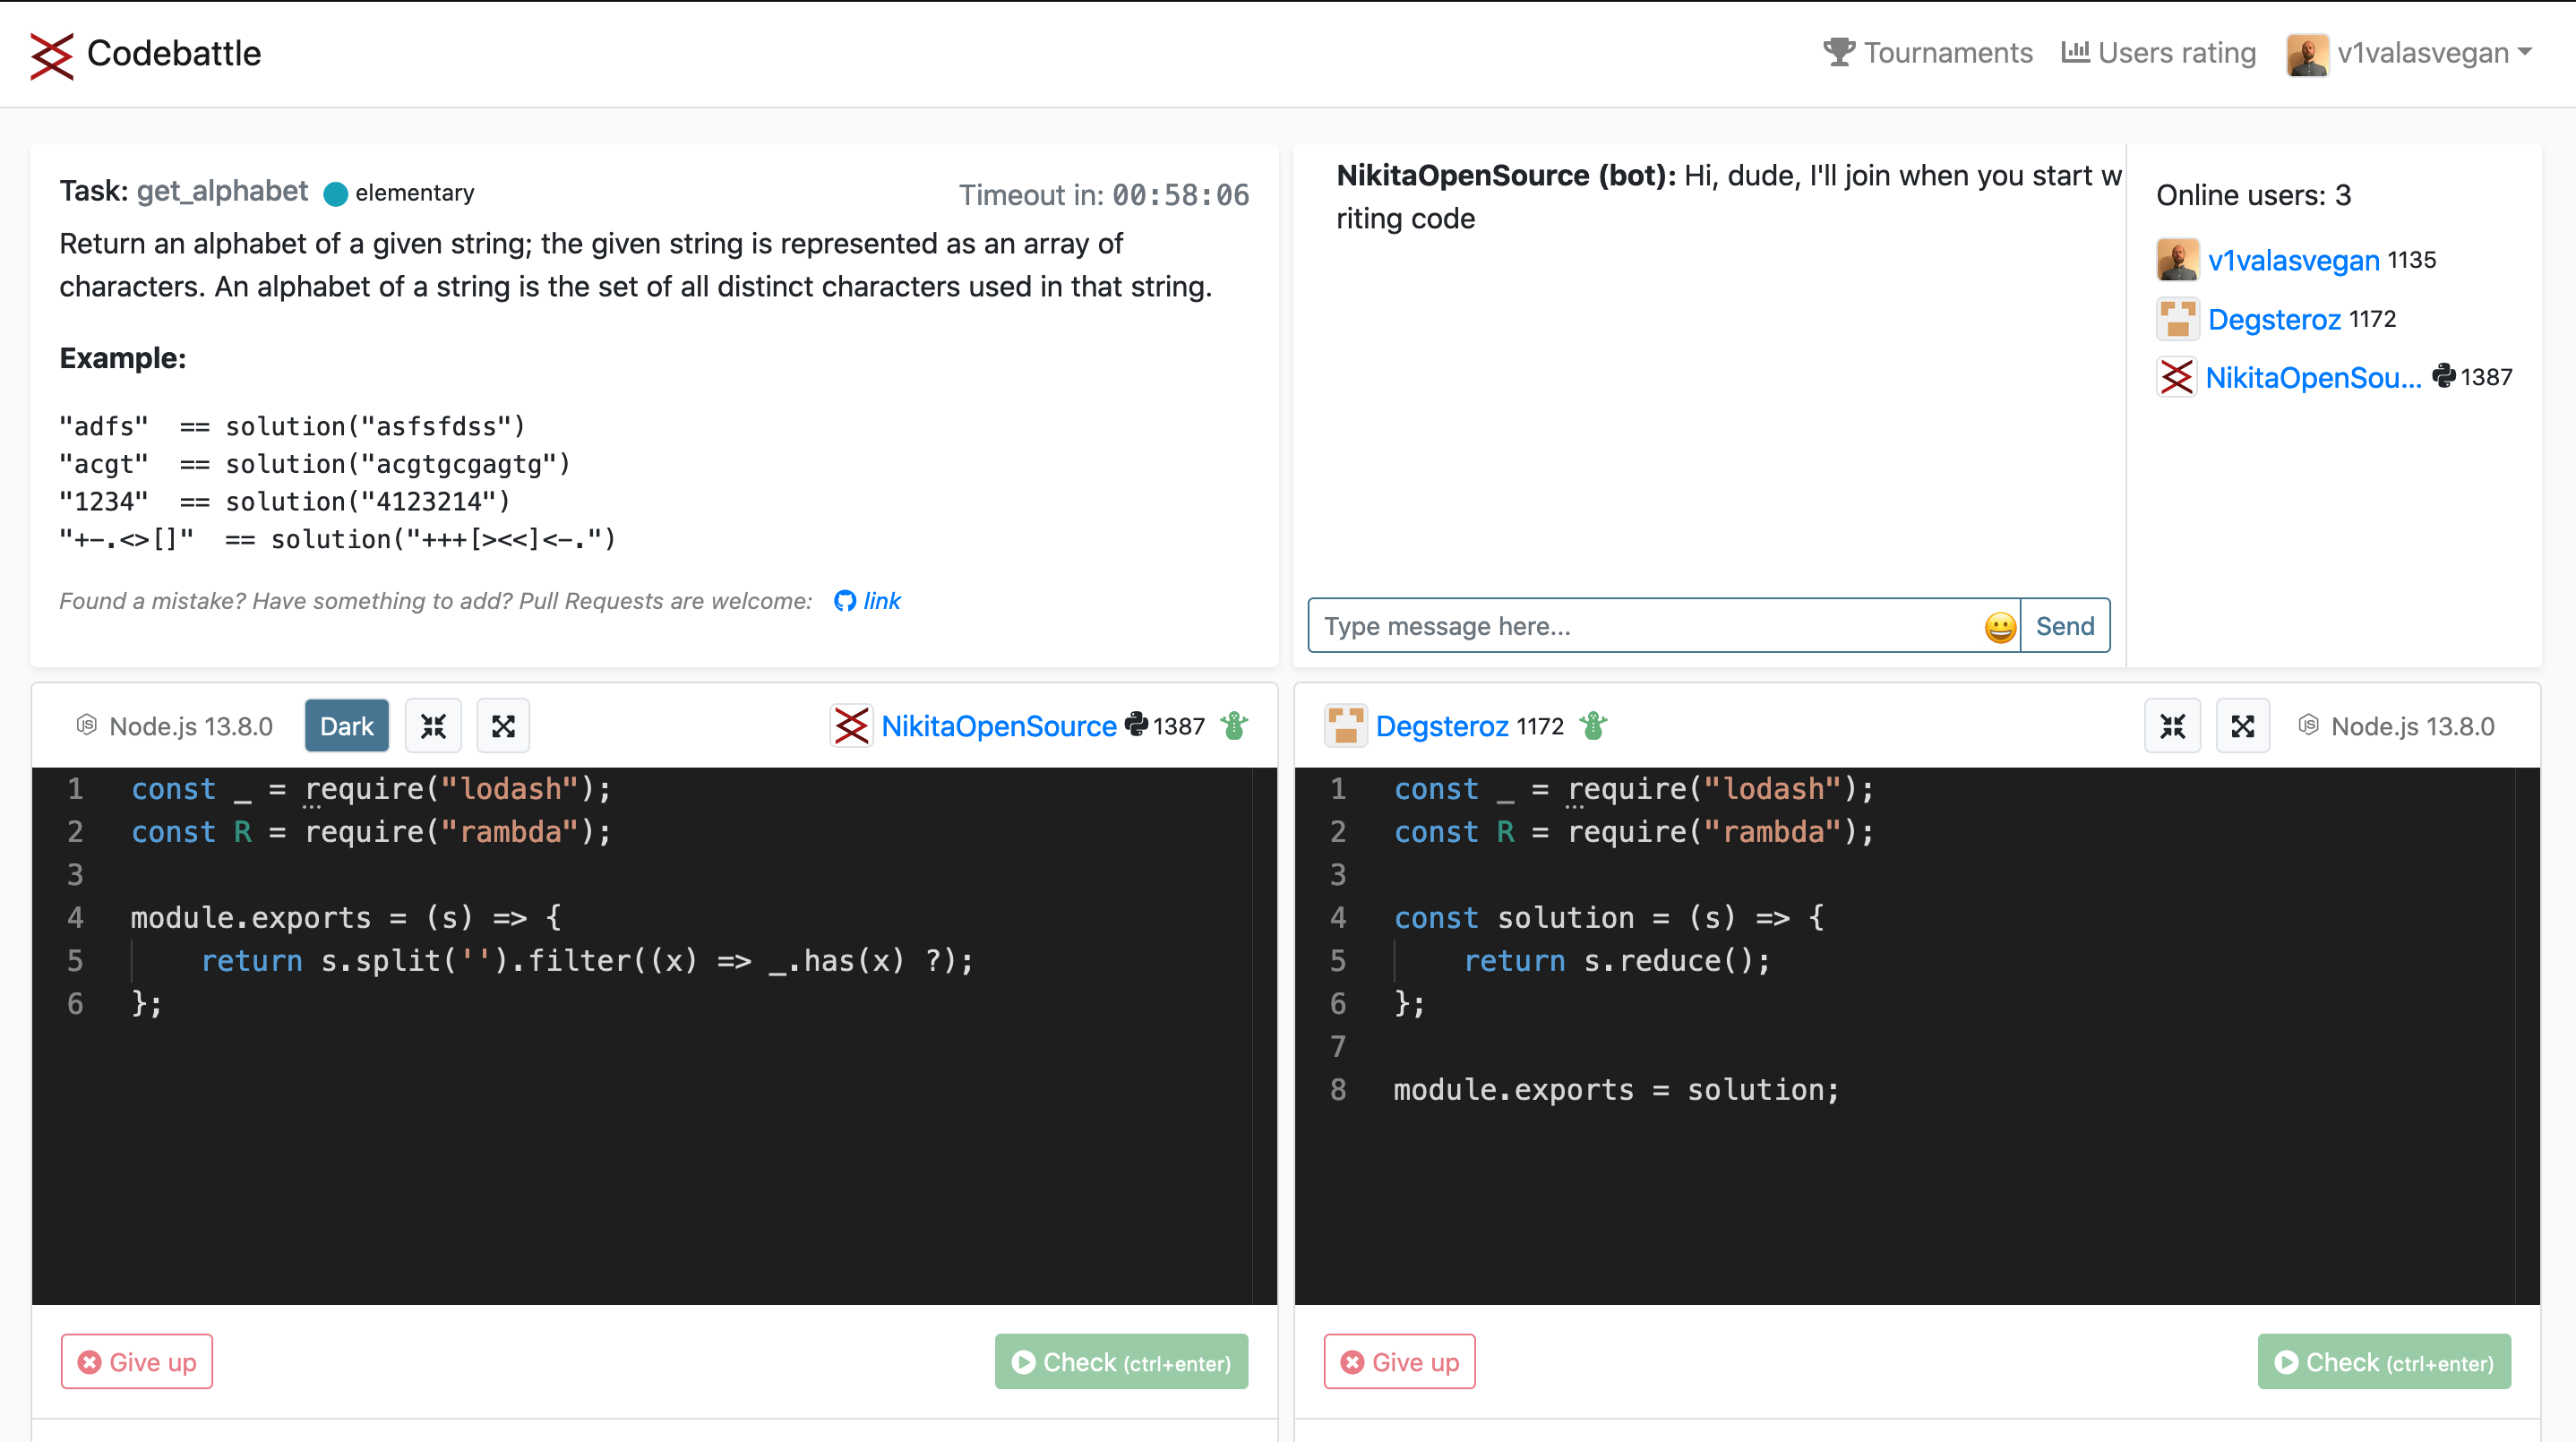 Codebattle
Tournaments
Users rating
v1valasvegan
Task: get_alphabet elementary
Timeout in: 00:58:06
Return an alphabet of a given string; the given string is represented as an array of
characters. An alphabet of a string is the set of all distinct characters used in that string.
Example:
"adfs"  == solution("asfsfdss")
"acgt"  == solution("acgtgcgagtg")
"1234"  == solution("4123214")
"+-.<>[]"  == solution("+++[><<]<-.")
Found a mistake? Have something to add? Pull Requests are welcome: link
NikitaOpenSource (bot): Hi, dude, I'll join when you start w
riting code
Type message here...
Send
Online users: 3
v1valasvegan 1135
Degsteroz 1172
NikitaOpenSou... 1387
Node.js 13.8.0
Dark
NikitaOpenSource 1387
1 const _ = require("lodash");
2 const R = require("rambda");
3
4 module.exports = (s) => {
5     return s.split('').filter((x) => _.has(x) ?);
6 };
Give up
Check (ctrl+enter)
Degsteroz 1172
Node.js 13.8.0
1 const _ = require("lodash");
2 const R = require("rambda");
3
4 const solution = (s) => {
5     return s.reduce();
6 };
7
8 module.exports = solution;
Give up
Check (ctrl+enter)